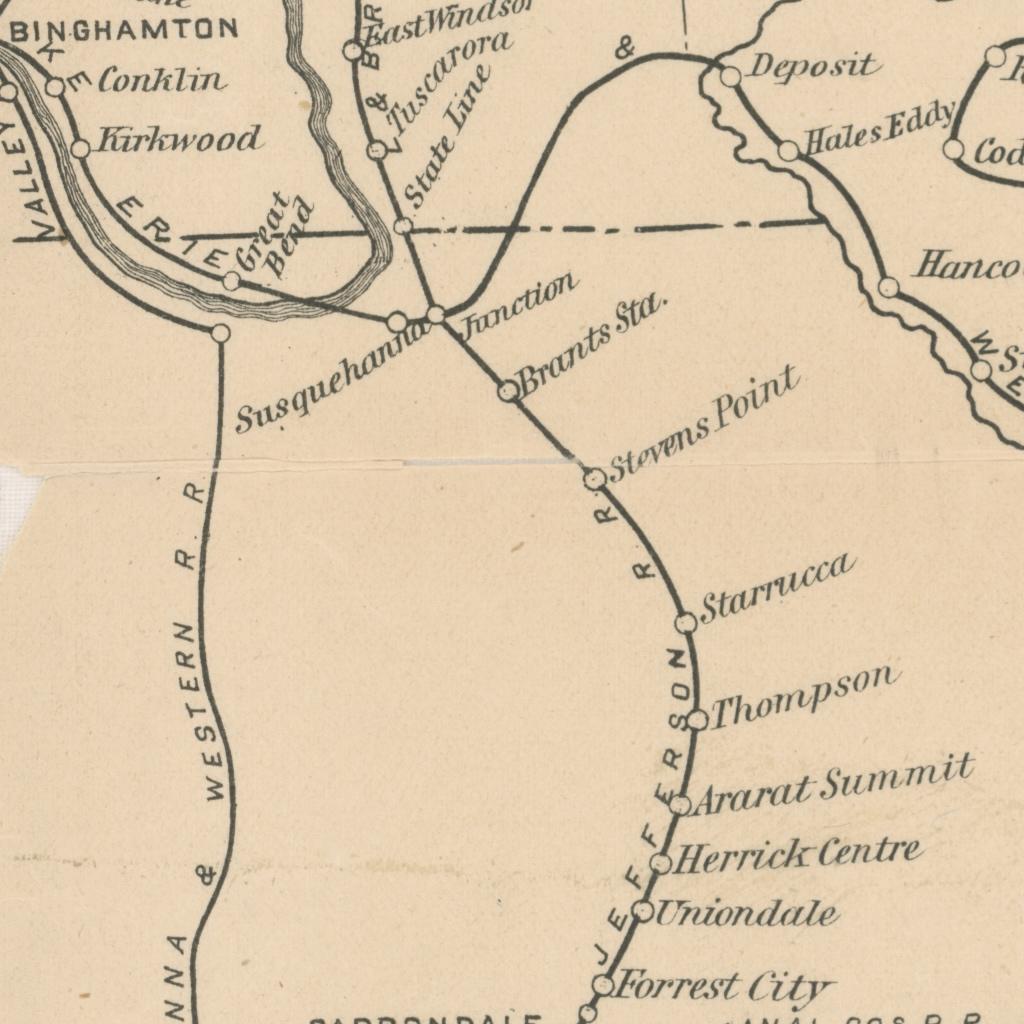 BINGHAMTON
East Windsor
Tuscarora
State Line
Conklin
Kirkwood
VALLEY
ERIE
Great
Bend
&
&
Deposit
Hales Eddy
Cod
Hanco
Susquehanna
Junction
Brants Sta.
Stevens Point
Starrucca
Thompson
Ararat Summit
Herrick Centre
Uniondale
Forrest City
JEFFERSON R R
NNA & WESTERN R R
CARBONDALE